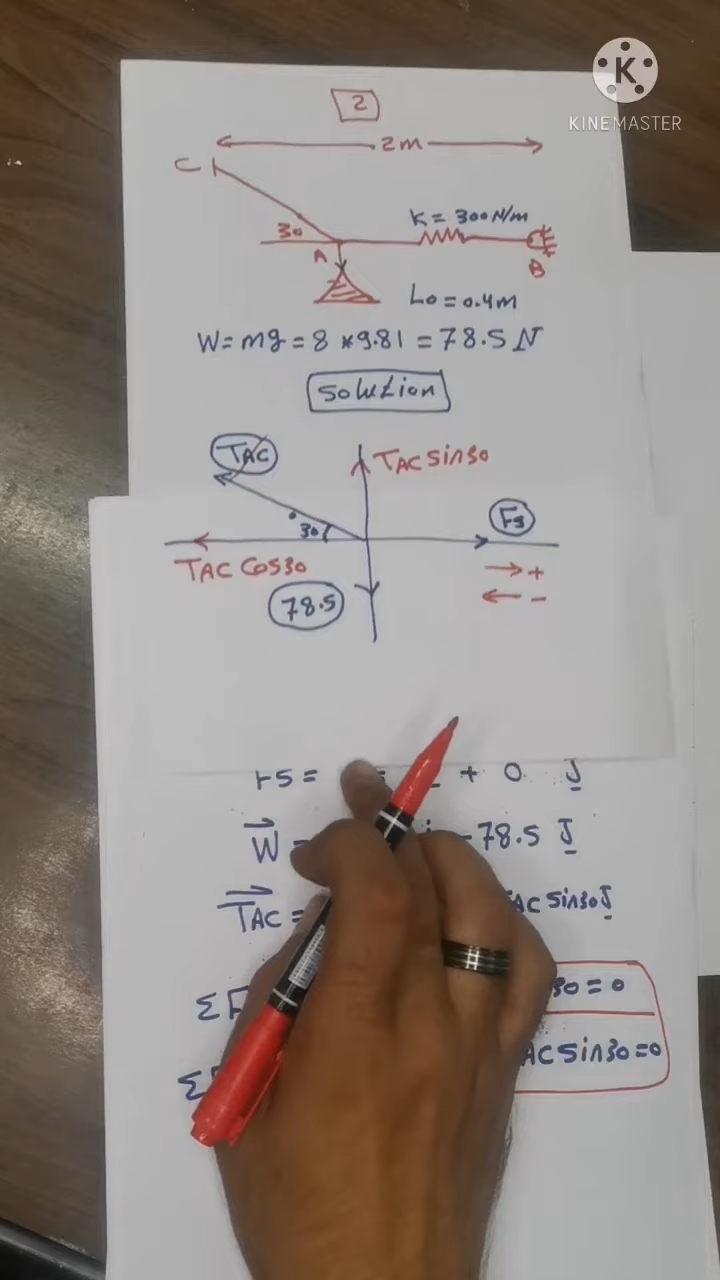 K
KINEMASTER
2
2m
C
30
K = 300 N/m
A
B
Lo = 0.4m
W = mg = 8 * 9.81 = 78.5 N
Solution
TAC
TAC sin30
30
Fs
TAC Cos30
→ +
78.5
← -
+ 0 J
W = - 78.5 J
TAC = AC sin30 J
ΣF 30 = 0
Σ AC sin30 = 0